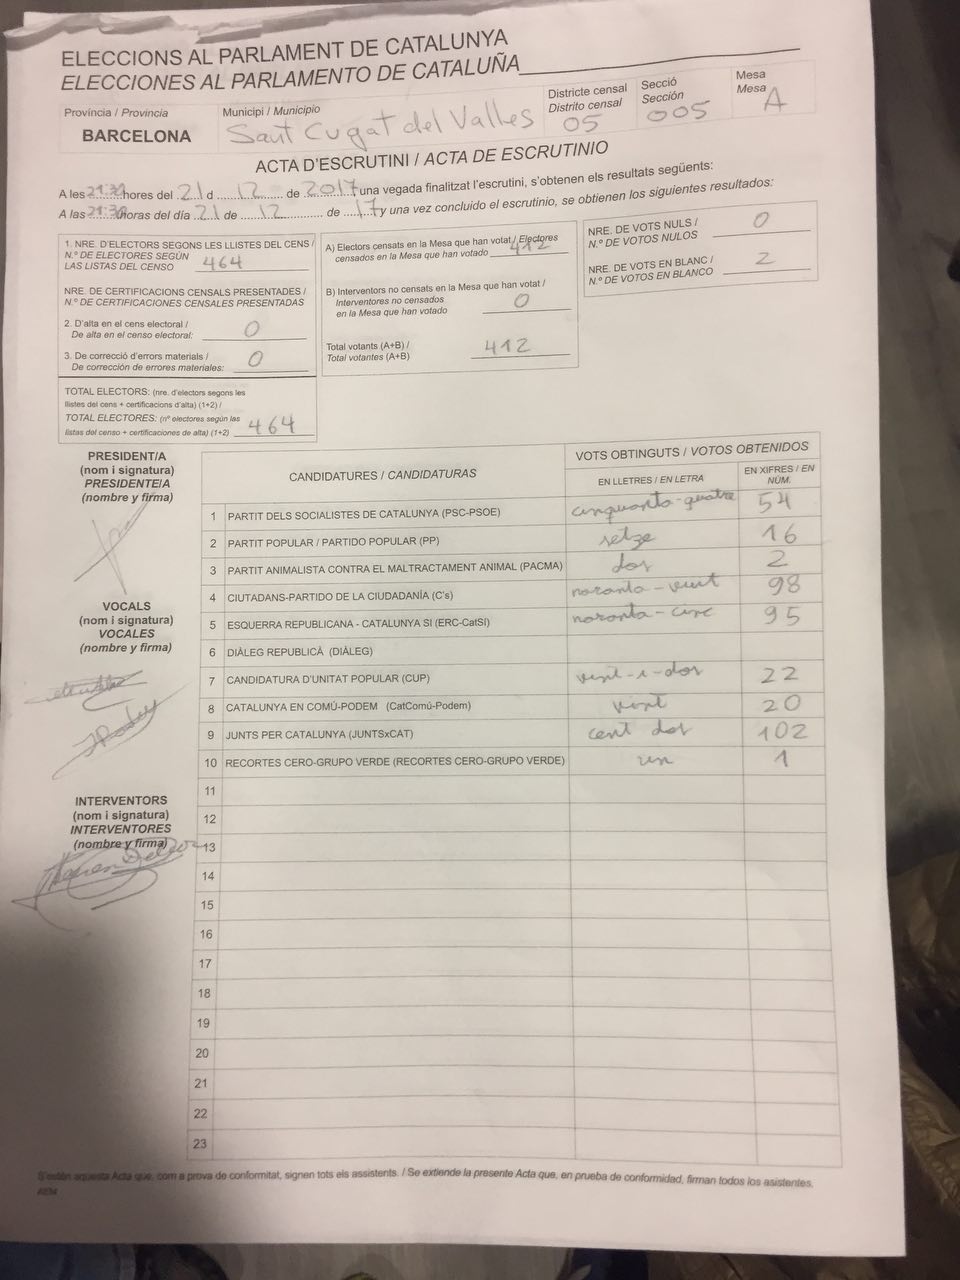 ELECCIONS AL PARLAMENT DE CATALUNYA
ELECCIONES AL PARLAMENTO DE CATALUÑA
Província / Provincia
BARCELONA
Municipi / Municipio
Sant Cugat del Valles
Districte censal
Distrito censal
05
Secció
Sección
005
Mesa
Mesa
A
ACTA D'ESCRUTINI / ACTA DE ESCRUTINIO
A les 21:30 hores del 21 d 12 de 2017 una vegada finalitzat l'escrutini, s'obtenen els resultats següents:
A las 21:30 horas del día 21 de 12 de 17 y una vez concluido el escrutinio, se obtienen los siguientes resultados:
1. NRE. D'ELECTORS SEGONS LES LLISTES DEL CENS /
N.º DE ELECTORES SEGÚN
LAS LISTAS DEL CENSO 464
NRE. DE CERTIFICACIONS CENSALS PRESENTADES /
N.º DE CERTIFICACIONES CENSALES PRESENTADAS
2. D'alta en el cens electoral /
De alta en el censo electoral: 0
3. De correcció d'errors materials /
De corrección de errores materiales: 0
TOTAL ELECTORS: (nre. d'electors segons les
llistes del cens + certificacions d'alta) (1+2) /
TOTAL ELECTORES: (nº electores según las
listas del censo + certificaciones de alta) (1+2) 464
A) Electors censats en la Mesa que han votat / Electores
censados en la Mesa que han votado 412
B) Interventors no censats en la Mesa que han votat /
Interventores no censados
en la Mesa que han votado 0
Total votants (A+B) /
Total votantes (A+B) 412
NRE. DE VOTS NULS /
N.º DE VOTOS NULOS 0
NRE. DE VOTS EN BLANC /
N.º DE VOTOS EN BLANCO 2
PRESIDENT/A
(nom i signatura)
PRESIDENTE/A
(nombre y firma)
VOCALS
(nom i signatura)
VOCALES
(nombre y firma)
INTERVENTORS
(nom i signatura)
INTERVENTORES
(nombre y firma)
CANDIDATURES / CANDIDATURAS
VOTS OBTINGUTS / VOTOS OBTENIDOS
EN LLETRES / EN LETRA
EN XIFRES / EN
NÚM.
1 PARTIT DELS SOCIALISTES DE CATALUNYA (PSC-PSOE) cinquanta-quatre 54
2 PARTIT POPULAR / PARTIDO POPULAR (PP) setze 16
3 PARTIT ANIMALISTA CONTRA EL MALTRACTAMENT ANIMAL (PACMA) dos 2
4 CIUTADANS-PARTIDO DE LA CIUDADANÍA (C's) noranta-vuit 98
5 ESQUERRA REPUBLICANA - CATALUNYA SI (ERC-CatSí) noranta-cinc 95
6 DIÀLEG REPUBLICÀ (DIÀLEG)
7 CANDIDATURA D'UNITAT POPULAR (CUP) vint-i-dos 22
8 CATALUNYA EN COMÚ-PODEM (CatComú-Podem) vint 20
9 JUNTS PER CATALUNYA (JUNTSxCAT) cent dos 102
10 RECORTES CERO-GRUPO VERDE (RECORTES CERO-GRUPO VERDE) un 1
11
12
13
14
15
16
17
18
19
20
21
22
23
S'estén aquesta Acta que, com a prova de conformitat, signen tots els assistents. / Se extiende la presente Acta que, en prueba de conformidad, firman todos los asistentes.